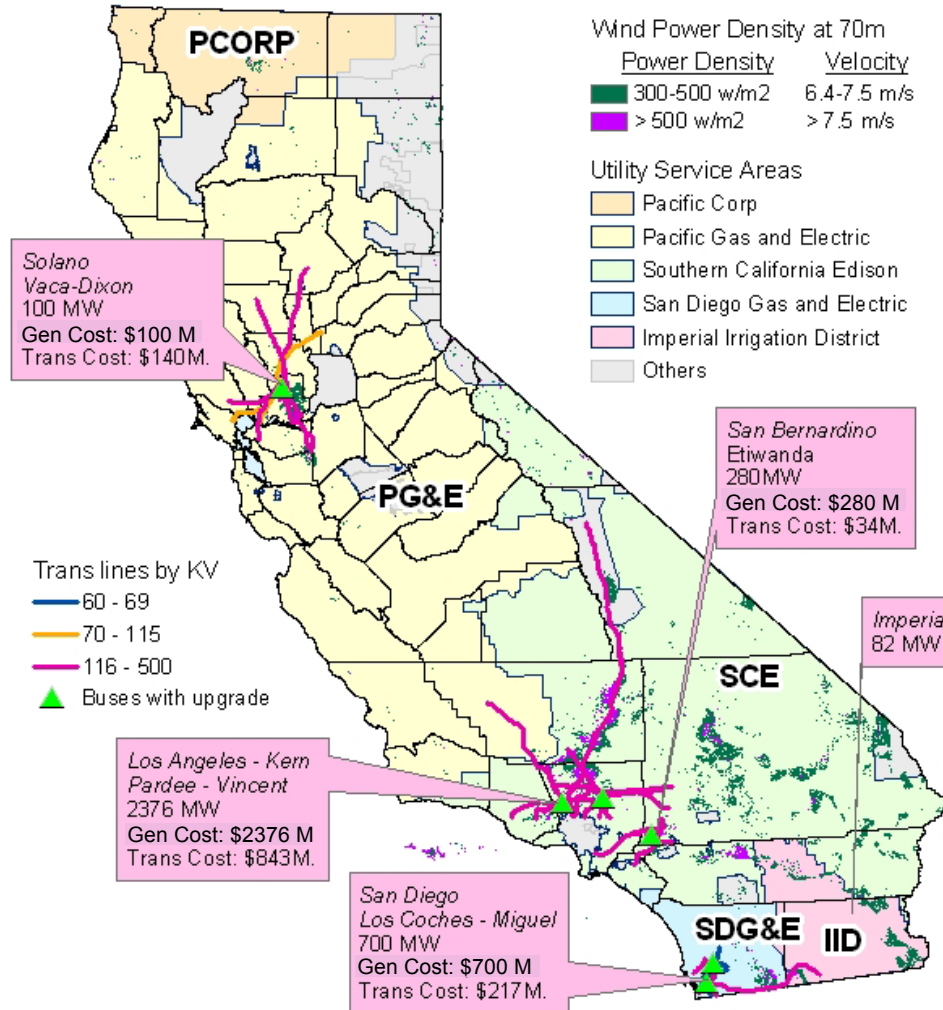 PCORP
Wind Power Density at 70m
Power Density Velocity
300-500 w/m2 6.4-7.5 m/s
> 500 w/m2 > 7.5 m/s
Utility Service Areas
Pacific Corp
Pacific Gas and Electric
Southern California Edison
San Diego Gas and Electric
Imperial Irrigation District
Others
Solano
Vaca-Dixon
100 MW
Gen Cost: $100 M
Trans Cost: $140M.
San Bernardino
Etiwanda
280MW
Gen Cost: $280 M
Trans Cost: $34M.
PG&E
Trans lines by KV
60 - 69
70 - 115
116 - 500
Buses with upgrade
Imperia
82 MW
SCE
Los Angeles - Kern
Pardee - Vincent
2376 MW
Gen Cost: $2376 M
Trans Cost: $843M.
San Diego
Los Coches - Miguel
700 MW
Gen Cost: $700 M
Trans Cost: $217M.
SDG&E
IID